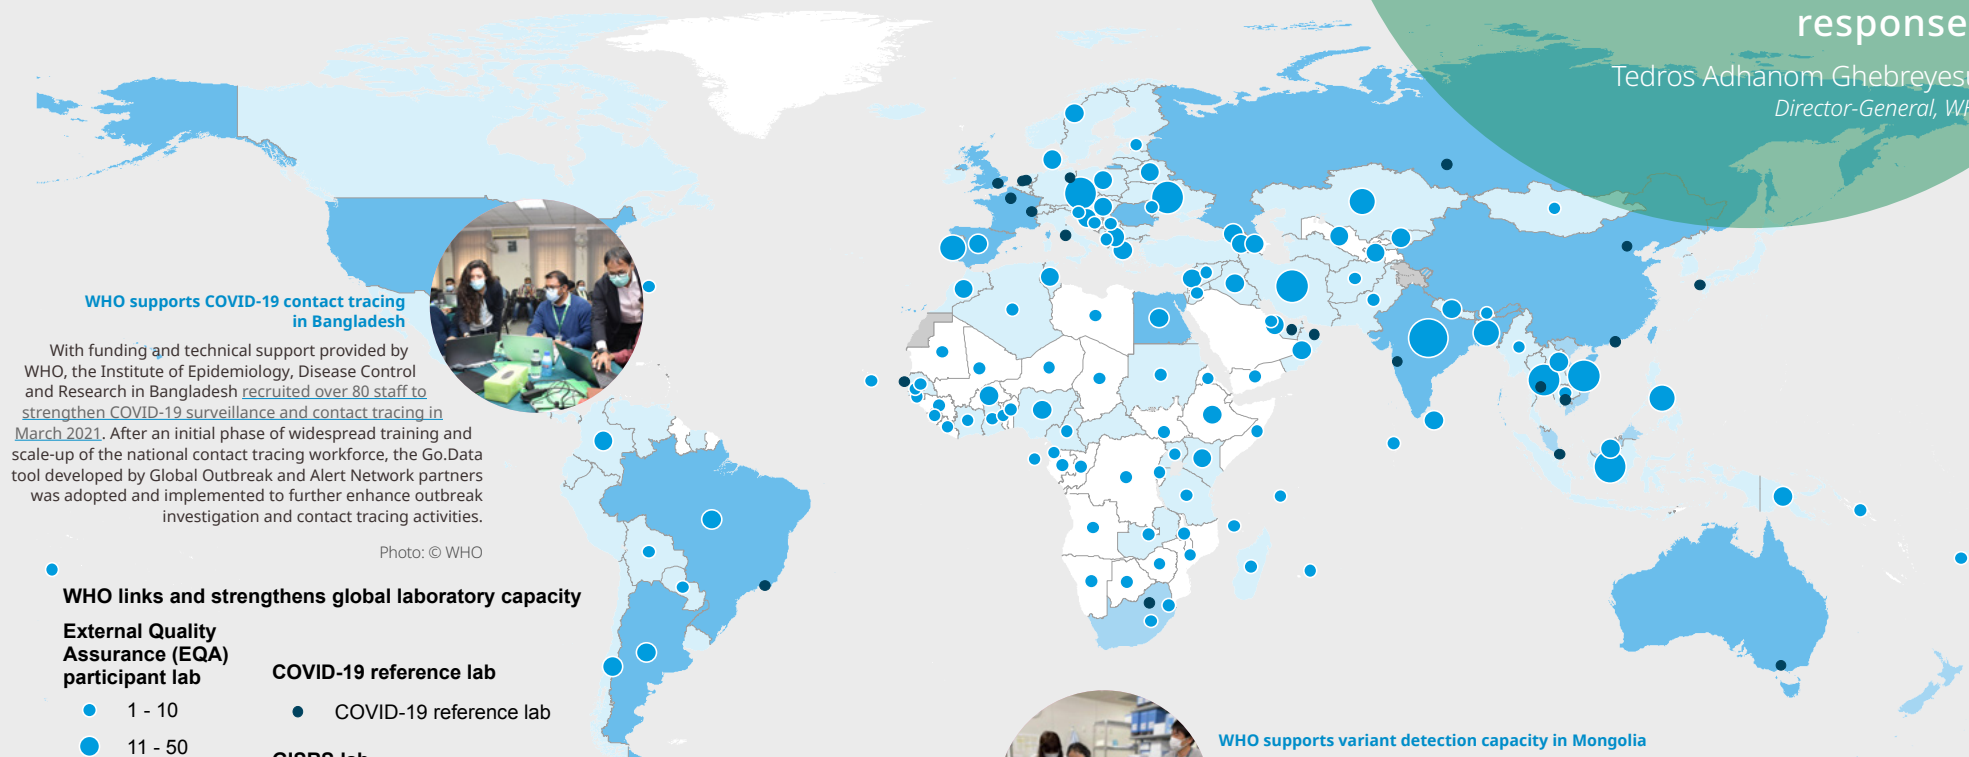 response
Tedros Adhanom
Director-General,
WHO supports COVID-19 contact tracing
in Bangladesh
With funding and technical support provided by
WHO, the Institute of Epidemiology, Disease Control
and Research in Bangladesh recruited over 80 staff to
strengthen COVID-19 surveillance and contact tracing in
March 2021. After an initial phase of widespread training and
scale-up of the national contact tracing workforce, the Go.Data
tool developed by Global Outbreak and Alert Network partners
was adopted and implemented to further enhance outbreak
investigation and contact tracing activities.
Photo: © WHO
WHO links and strengthens global laboratory capacity
External Quality
Assurance (EQA)
participant lab
1 - 10
11 - 50
COVID-19 reference lab
COVID-19 reference lab
WHO supports variant detection capacity in Mongolia